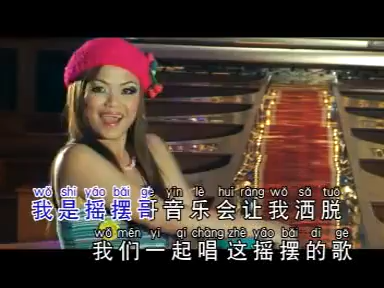 wǒ shì yáo bǎi gē yīn lè huì ràng wǒ sǎ tuō
我是摇摆哥音乐会让我洒脱
wǒ mén yì qǐ chàng zhè yáo bǎi dí gē
我们一起唱这摇摆的歌